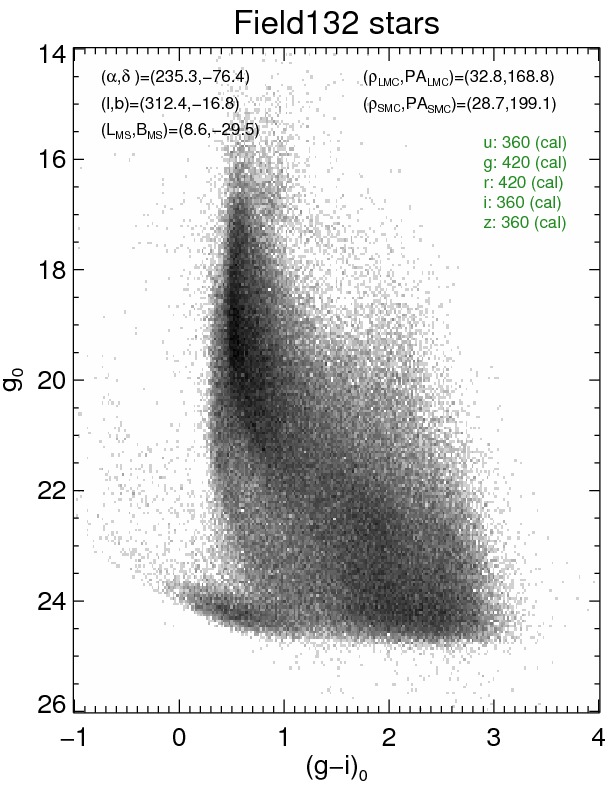 Field132 stars
(α,δ )=(235.3,−76.4)
(ρLMC,PALMC)=(32.8,168.8)
(l,b)=(312.4,−16.8)
(ρSMC,PASMC)=(28.7,199.1)
(LMS,BMS)=(8.6,−29.5)
u: 360 (cal)
g: 420 (cal)
r: 420 (cal)
i: 360 (cal)
z: 360 (cal)
14
16
18
20
22
24
26
g0
−1 0 1 2 3 4
(g−i)0